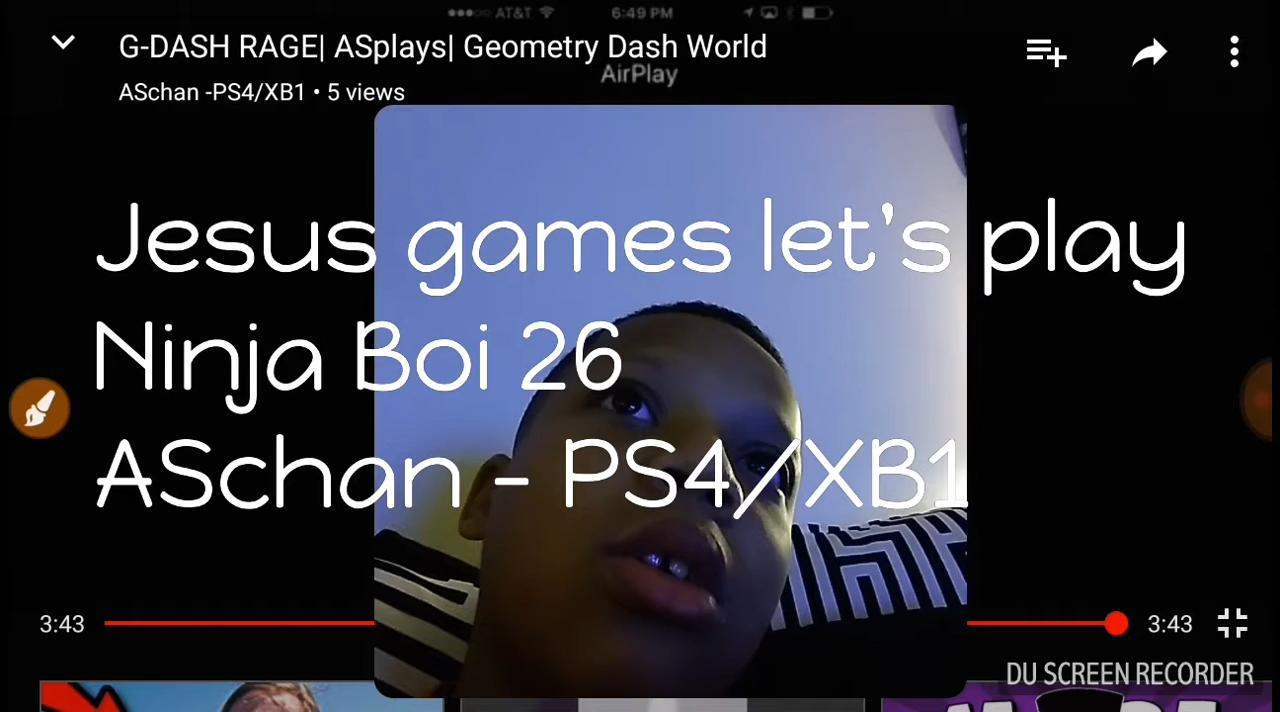 AT&T 6:49 PM
G-DASH RAGE| ASplays| Geometry Dash World
AirPlay
ASchan -PS4/XB1 • 5 views
Jesus games let's play
Ninja Boi 26
ASchan - PS4/XB1
3:43 3:43
DU SCREEN RECORDER